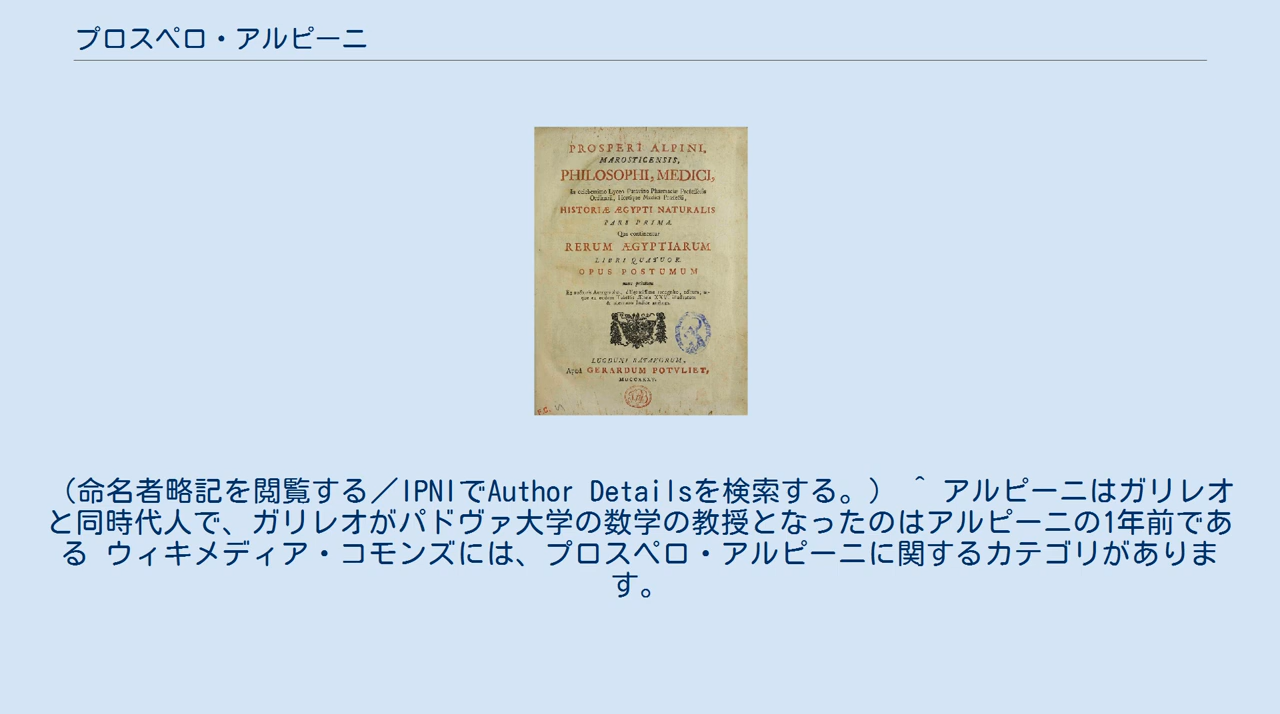 プロスペロ・アルピーニ
PROSPERI ALPINI,
MAROSTICENSIS,
PHILOSOPHI, MEDICI,
HISTORIÆ ÆGYPTI NATURALIS
PARS PRIMA.
Qua continentur
RERUM ÆGYPTIARUM
LIBRI QUATUOR.
OPUS POSTUMUM
LUGDUNI BATAVORUM,
Apud GERARDUM POTVLIET,
（命名者略記を閲覧する／IPNIでAuthor Detailsを検索する。） ^ アルピーニはガリレオ
と同時代人で、ガリレオがパドヴァ大学の数学の教授となったのはアルピーニの1年前であ
る ウィキメディア・コモンズには、プロスペロ・アルピーニに関するカテゴリがありま
す。